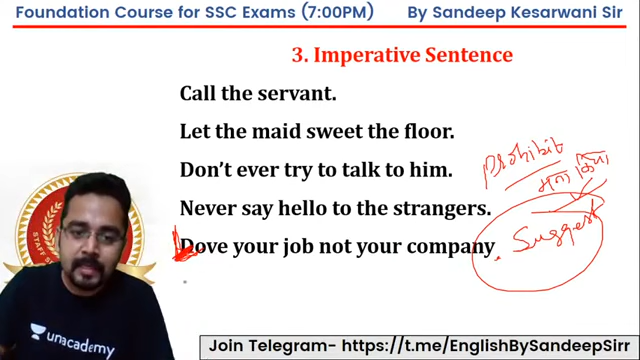 Foundation Course for SSC Exams (7:00PM) By Sandeep Kesarwani Sir
3. Imperative Sentence
Call the servant.
Let the maid sweet the floor.
Don't ever try to talk to him.
prohibit
मना किया
Never say hello to the strangers.
Suggest
Dove your job not your company.
unacademy
Join Telegram- https://t.me/EnglishBySandeepSirr